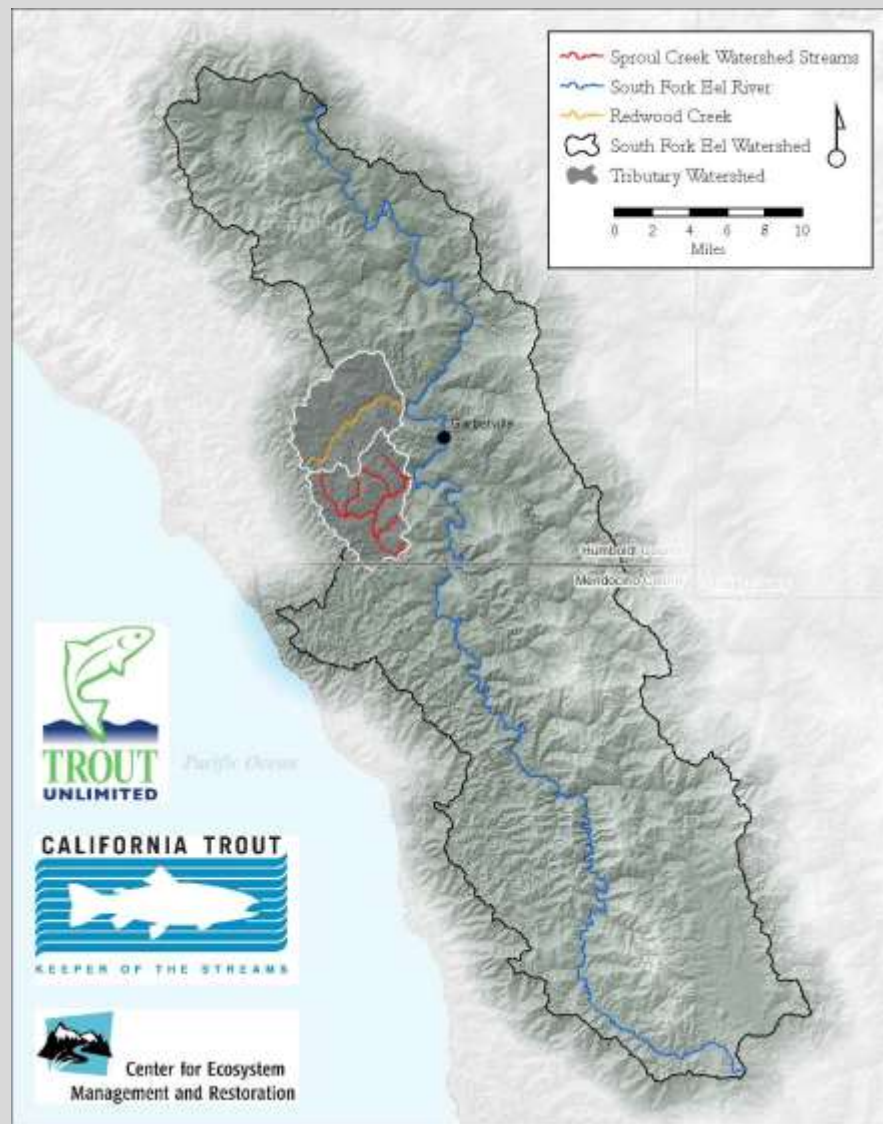 Sproul Creek Watershed Streams
South Fork Eel River
Redwood Creek
South Fork Eel Watershed
Tributary Watershed
0 2 4 6 8 10
Miles
Garberville
Humboldt County
Mendocino County
Pacific Ocean
TROUT
UNLIMITED
CALIFORNIA TROUT
KEEPER OF THE STREAMS
Center for Ecosystem
Management and Restoration